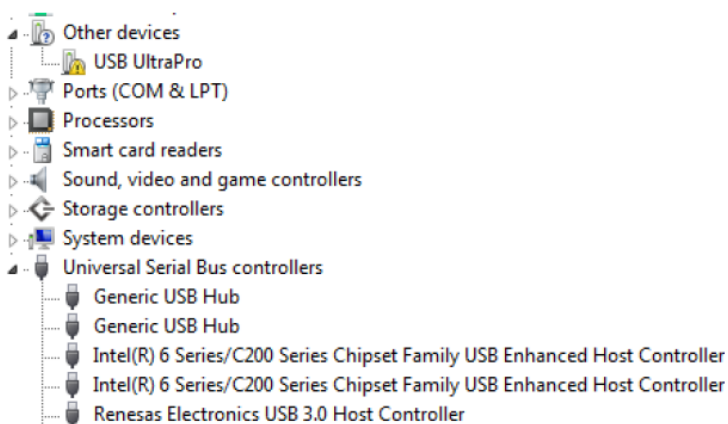 Other devices
USB UltraPro
Ports (COM & LPT)
Processors
Smart card readers
Sound, video and game controllers
Storage controllers
System devices
Universal Serial Bus controllers
Generic USB Hub
Generic USB Hub
Intel(R) 6 Series/C200 Series Chipset Family USB Enhanced Host Controller
Intel(R) 6 Series/C200 Series Chipset Family USB Enhanced Host Controller
Renesas Electronics USB 3.0 Host Controller